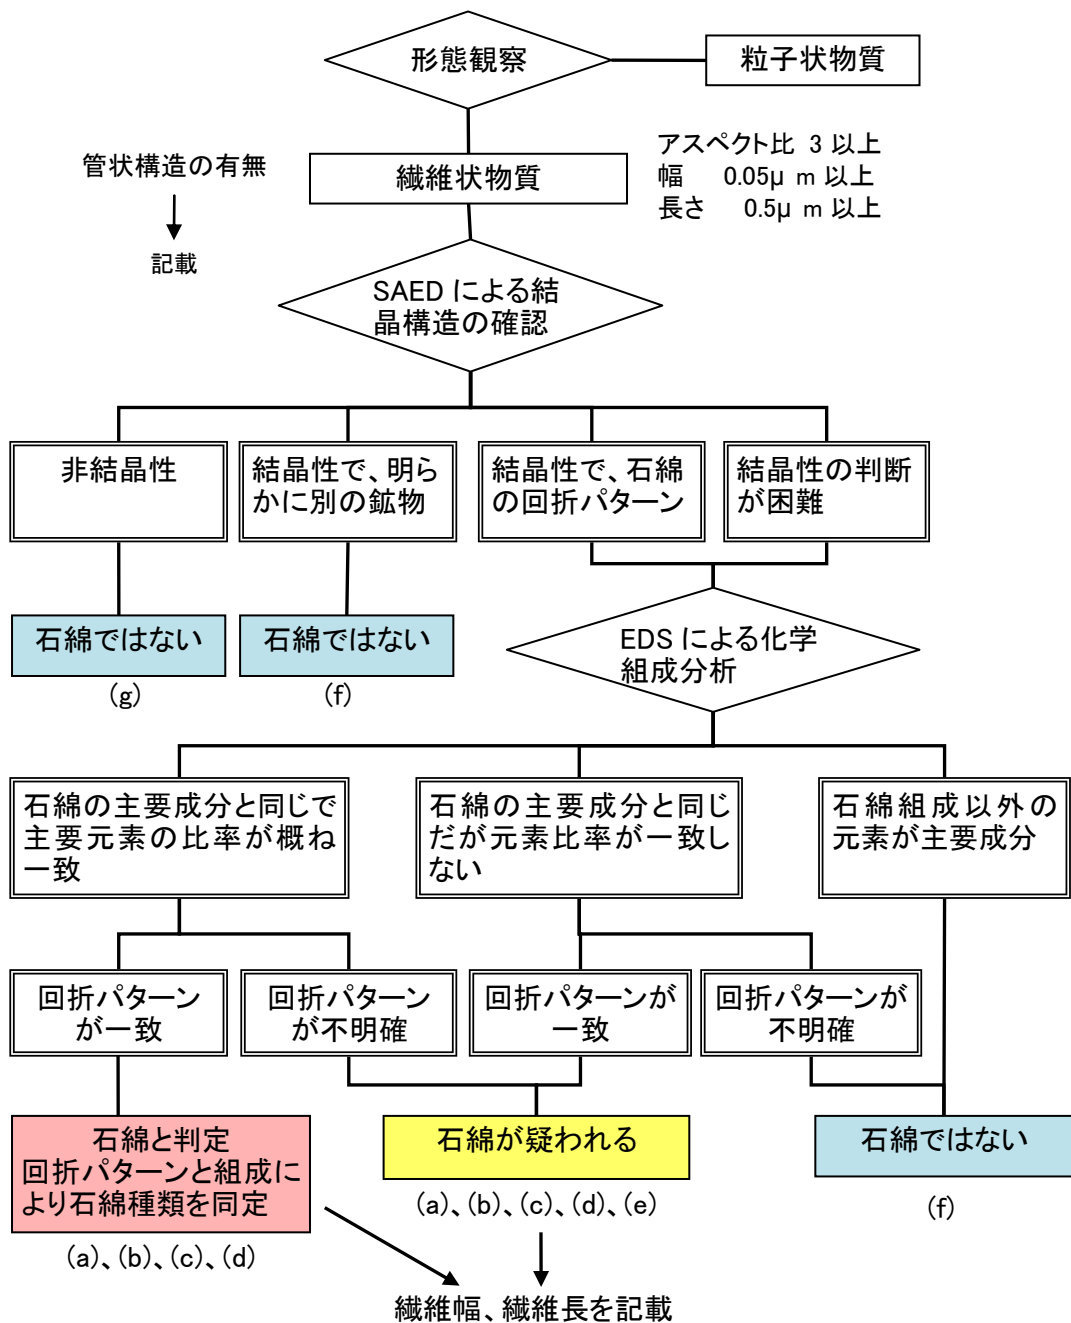 形態観察
粒子状物質
管状構造の有無
記載
繊維状物質
アスペクト比 3 以上
幅 0.05μ m 以上
長さ 0.5μ m 以上
SAED による結
晶構造の確認
非結晶性
結晶性で、明ら
かに別の鉱物
結晶性で、石綿
の回折パターン
結晶性の判断
が困難
石綿ではない
(g)
石綿ではない
(f)
EDS による化学
組成分析
石綿の主要成分と同じで
主要元素の比率が概ね
一致
石綿の主要成分と同じ
だが元素比率が一致し
ない
石綿組成以外の
元素が主要成分
回折パターン
が一致
回折パターン
が不明確
回折パターンが
一致
回折パターンが
不明確
石綿と判定
回折パターンと組成に
より石綿種類を同定
(a)、(b)、(c)、(d)
石綿が疑われる
(a)、(b)、(c)、(d)、(e)
石綿ではない
(f)
繊維幅、繊維長を記載